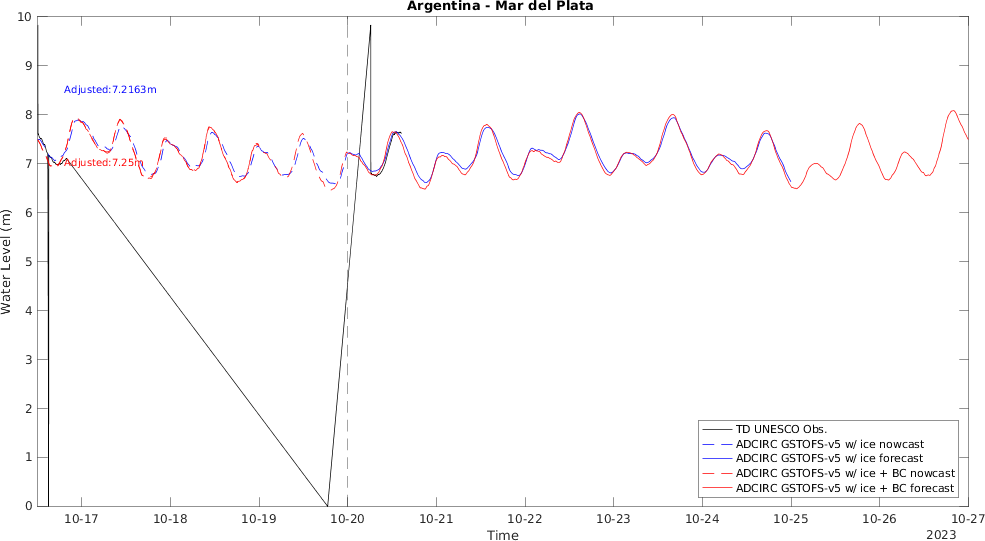 Argentina - Mar del Plata
10
9
8
7
6
5
4
3
2
1
0
Water Level (m)
Adjusted:7.2163m
Adjusted:7.25m
TD UNESCO Obs.
ADCIRC GSTOFS-v5 w/ ice nowcast
ADCIRC GSTOFS-v5 w/ ice forecast
ADCIRC GSTOFS-v5 w/ ice + BC nowcast
ADCIRC GSTOFS-v5 w/ ice + BC forecast
10-17 10-18 10-19 10-20 10-21 10-22 10-23 10-24 10-25 10-26 10-27
Time
2023